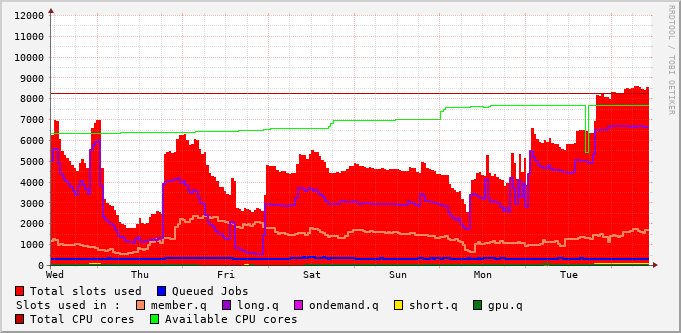 12000
11000
10000
9000
8000
7000
6000
5000
4000
3000
2000
1000
0
Wed Thu Fri Sat Sun Mon Tue
RRDTOOL / TOBI OETIKER
Total slots used Queued Jobs
Slots used in : member.q long.q ondemand.q short.q gpu.q
Total CPU cores Available CPU cores